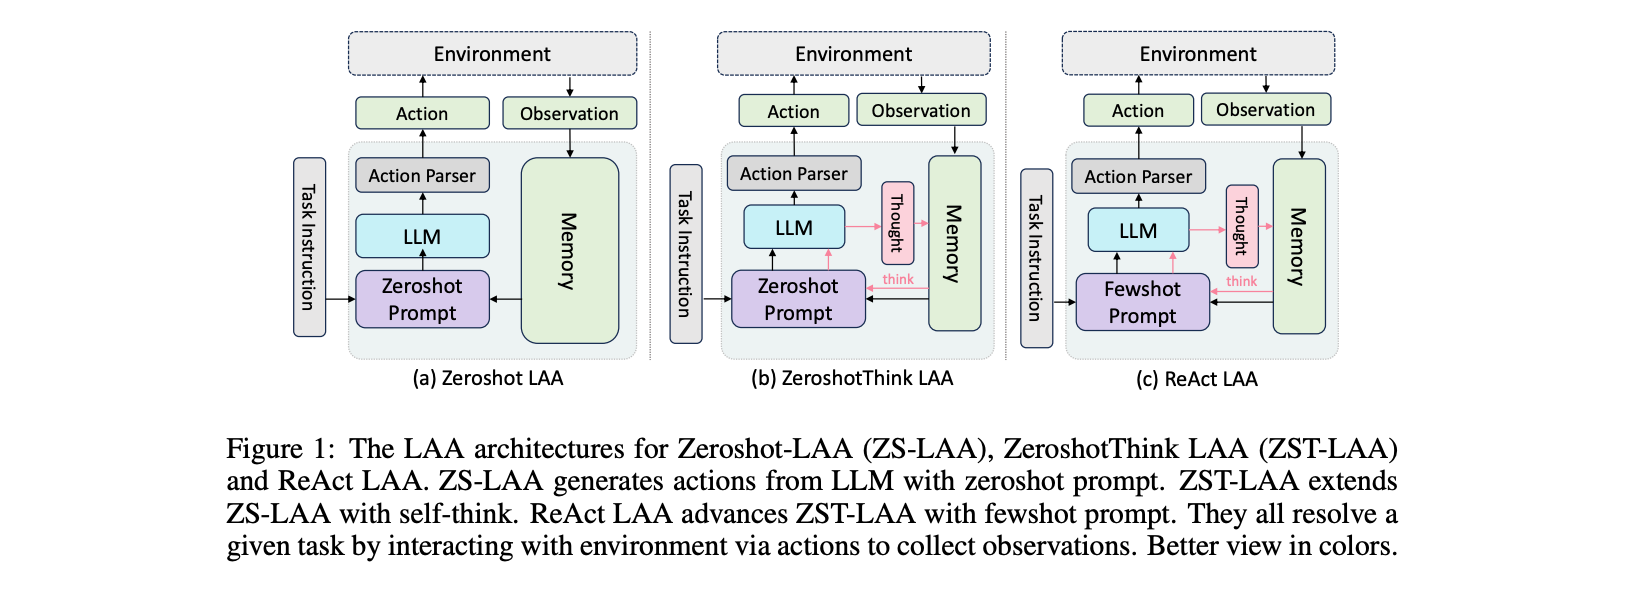 Environment
Action
Observation
Task Instruction
Action Parser
LLM
Zeroshot
Prompt
Memory
(a) Zeroshot LAA
Environment
Action
Observation
Task Instruction
Action Parser
LLM
Thought
think
Zeroshot
Prompt
Memory
(b) ZeroshotThink LAA
Environment
Action
Observation
Task Instruction
Action Parser
LLM
Thought
think
Fewshot
Prompt
Memory
(c) ReAct LAA
Figure 1: The LAA architectures for Zeroshot-LAA (ZS-LAA), ZeroshotThink LAA (ZST-LAA)
and ReAct LAA. ZS-LAA generates actions from LLM with zeroshot prompt. ZST-LAA extends
ZS-LAA with self-think. ReAct LAA advances ZST-LAA with fewshot prompt. They all resolve a
given task by interacting with environment via actions to collect observations. Better view in colors.